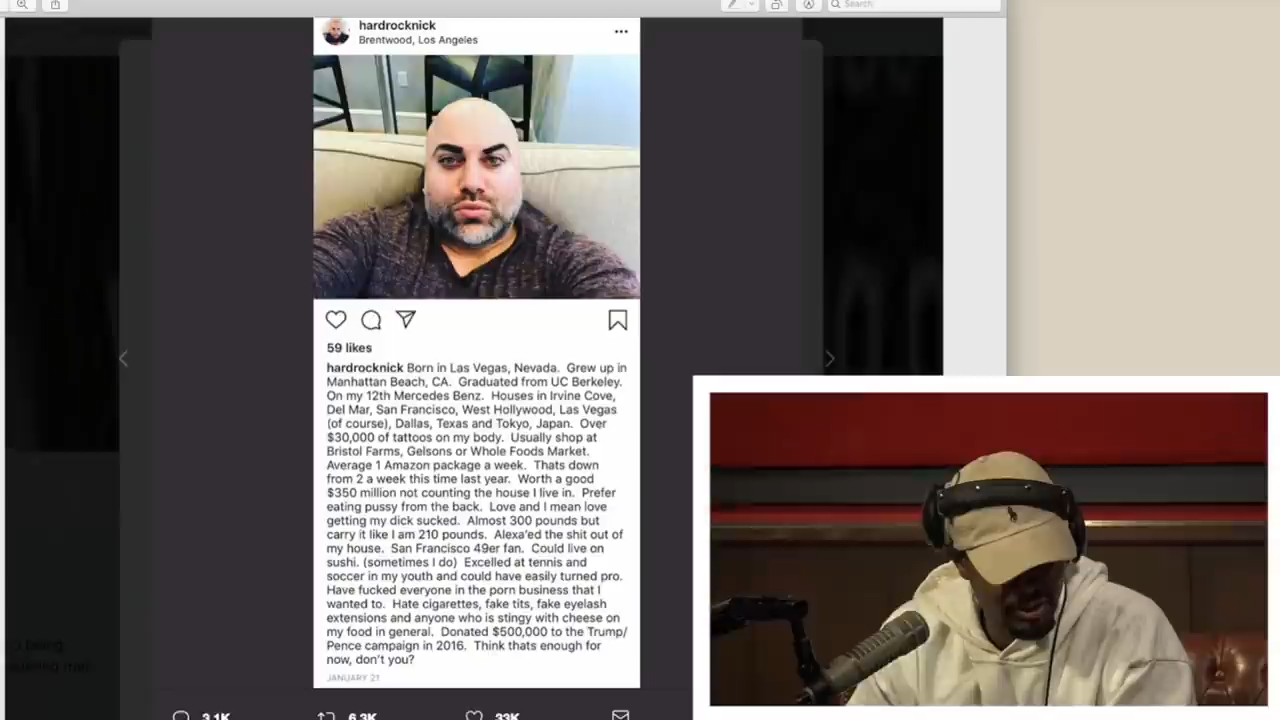 Search
hardrocknick
Brentwood, Los Angeles
59 likes
hardrocknick Born in Las Vegas, Nevada. Grew up in
Manhattan Beach, CA. Graduated from UC Berkeley.
On my 12th Mercedes Benz. Houses in Irvine Cove,
Del Mar, San Francisco, West Hollywood, Las Vegas
(of course), Dallas, Texas and Tokyo, Japan. Over
$30,000 of tattoos on my body. Usually shop at
Bristol Farms, Gelsons or Whole Foods Market.
Average 1 Amazon package a week. Thats down
from 2 a week this time last year. Worth a good
$350 million not counting the house I live in. Prefer
eating pussy from the back. Love and I mean love
getting my dick sucked. Almost 300 pounds but
carry it like I am 210 pounds. Alexa'ed the shit out of
my house. San Francisco 49er fan. Could live on
sushi. (sometimes I do) Excelled at tennis and
soccer in my youth and could have easily turned pro.
Have fucked everyone in the porn business that I
wanted to. Hate cigarettes, fake tits, fake eyelash
extensions and anyone who is stingy with cheese on
my food in general. Donated $500,000 to the Trump/
Pence campaign in 2016. Think thats enough for
now, don't you?
JANUARY 21
3.1K 6.3K 33K